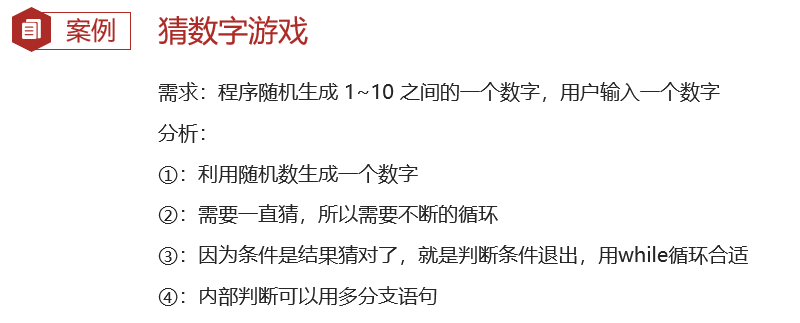 案例 猜数字游戏
需求：程序随机生成 1~10 之间的一个数字，用户输入一个数字
分析：
①：利用随机数生成一个数字
②：需要一直猜，所以需要不断的循环
③：因为条件是结果猜对了，就是判断条件退出，用while循环合适
④：内部判断可以用多分支语句